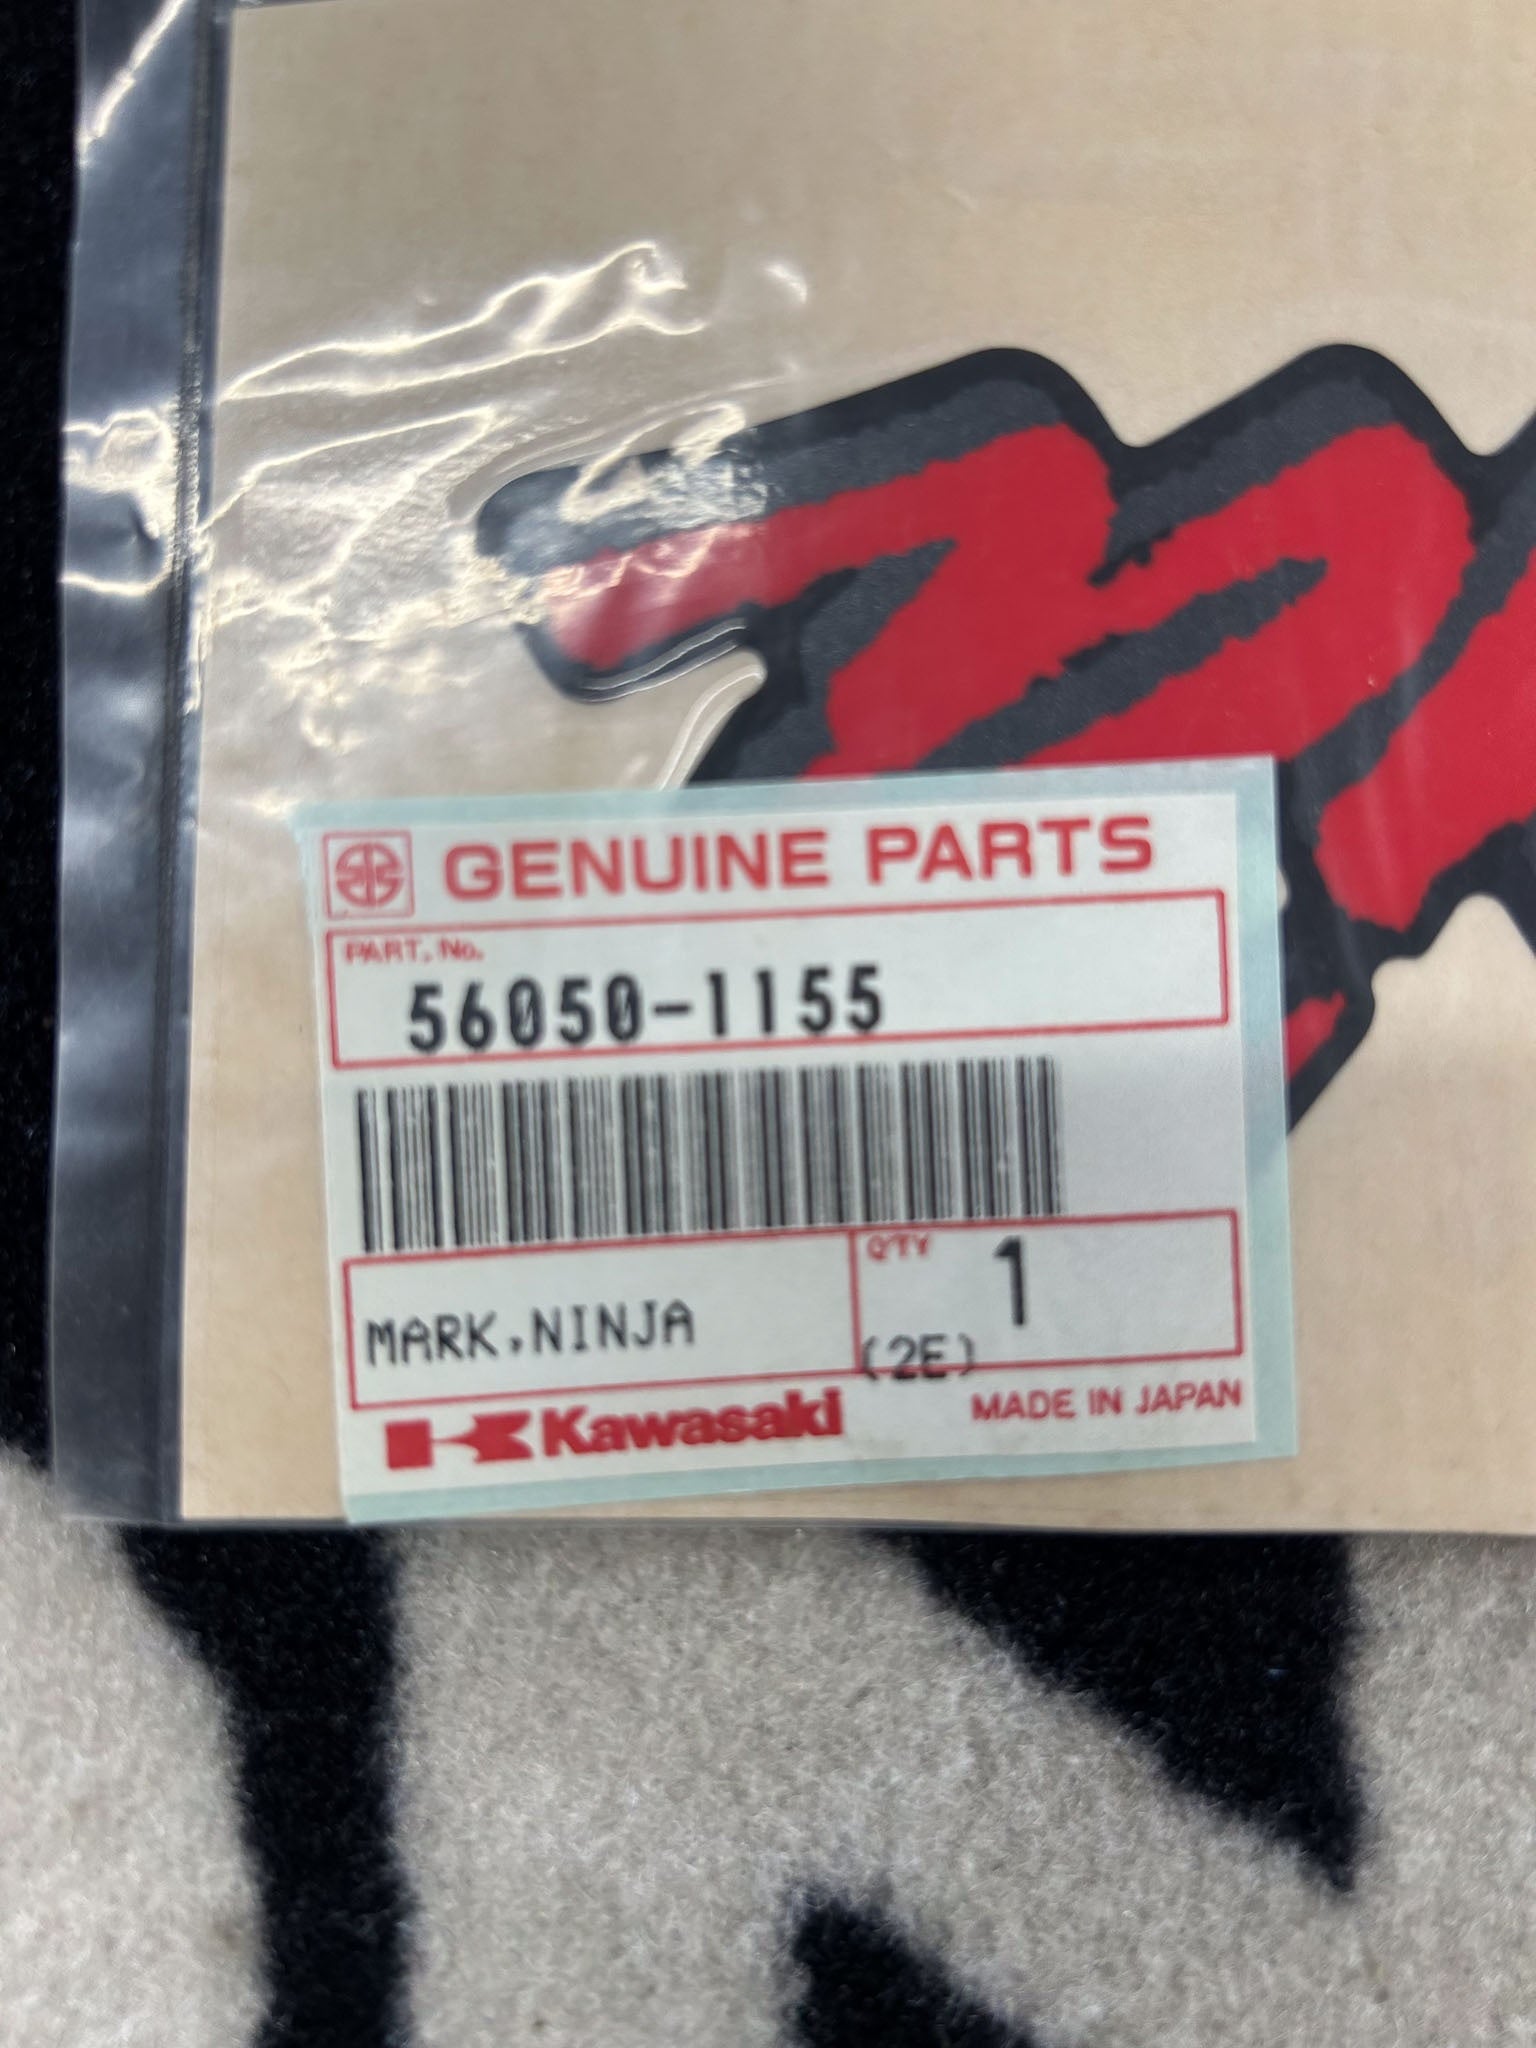 GENUINE PARTS
PART. No.
56050-1155
MARK,NINJA
QTY
1
(2E)
Kawasaki
MADE IN JAPAN